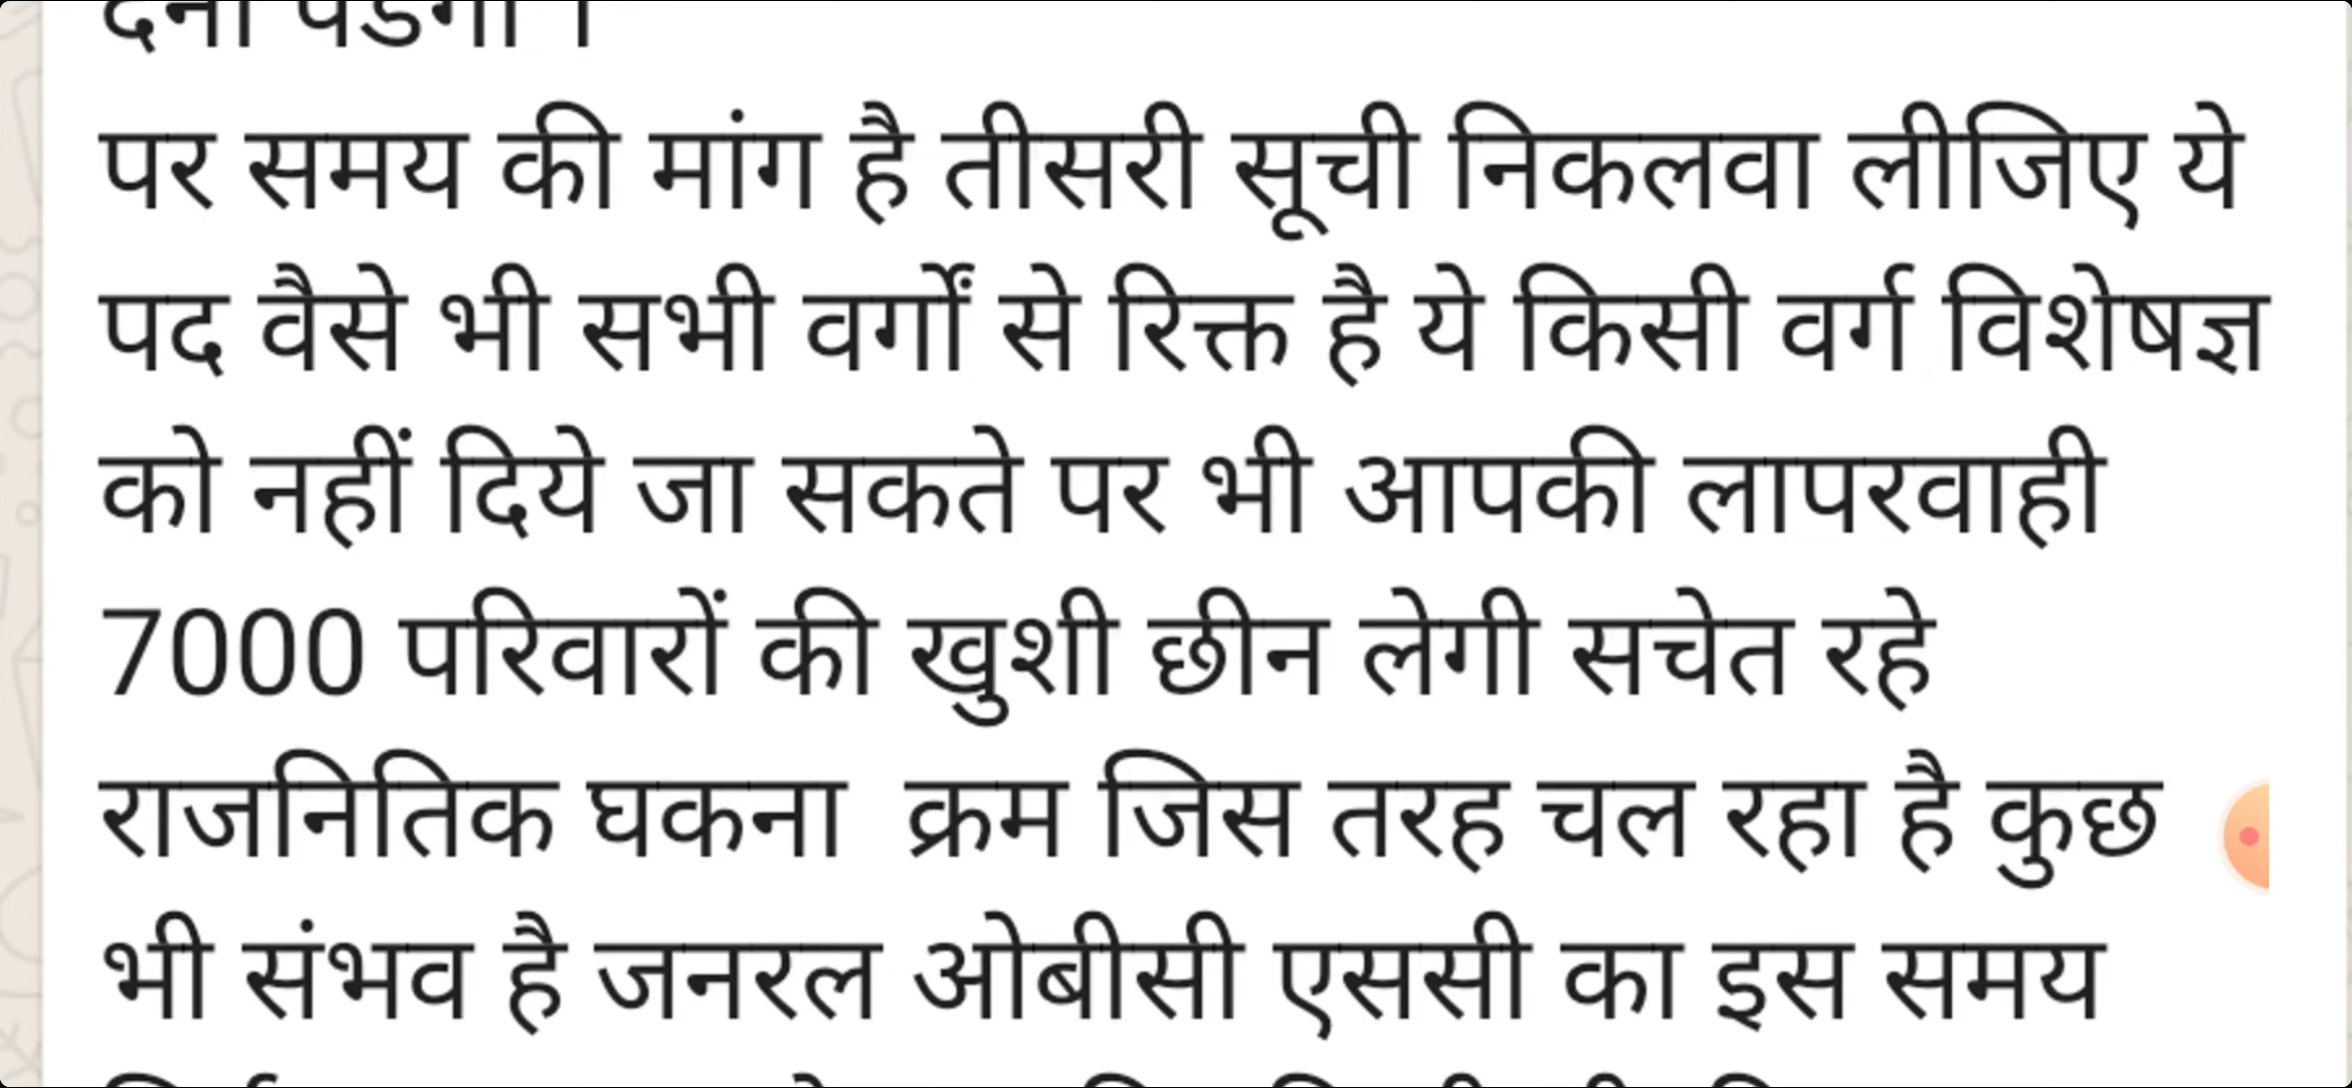 पर समय की मांग है तीसरी सूची निकलवा लीजिए ये
पद वैसे भी सभी वर्गों से रिक्त है ये किसी वर्ग विशेषज्ञ
को नहीं दिये जा सकते पर भी आपकी लापरवाही
7000 परिवारों की खुशी छीन लेगी सचेत रहे
राजनितिक घकना  क्रम जिस तरह चल रहा है कुछ
भी संभव है जनरल ओबीसी एससी का इस समय